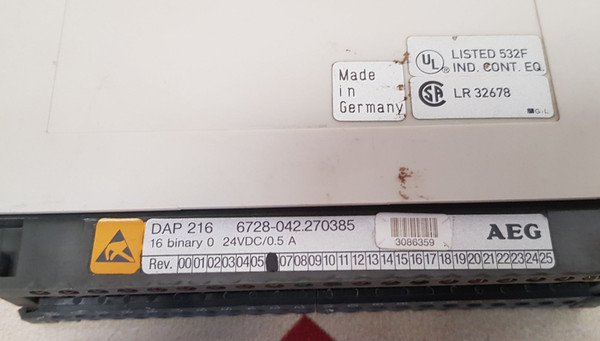 UL ® LISTED 532F
IND. CONT. EQ.
Made
in
Germany
SA LR 32678
G-L
DAP 216 6728-042.270385
16 binary O 24VDC/0.5 A
3086359
AEG
Rev. 00 01 02 03 04 05 07 08 09 10 11 12 13 14 15 16 17 18 19 20 21 22 23 24 25